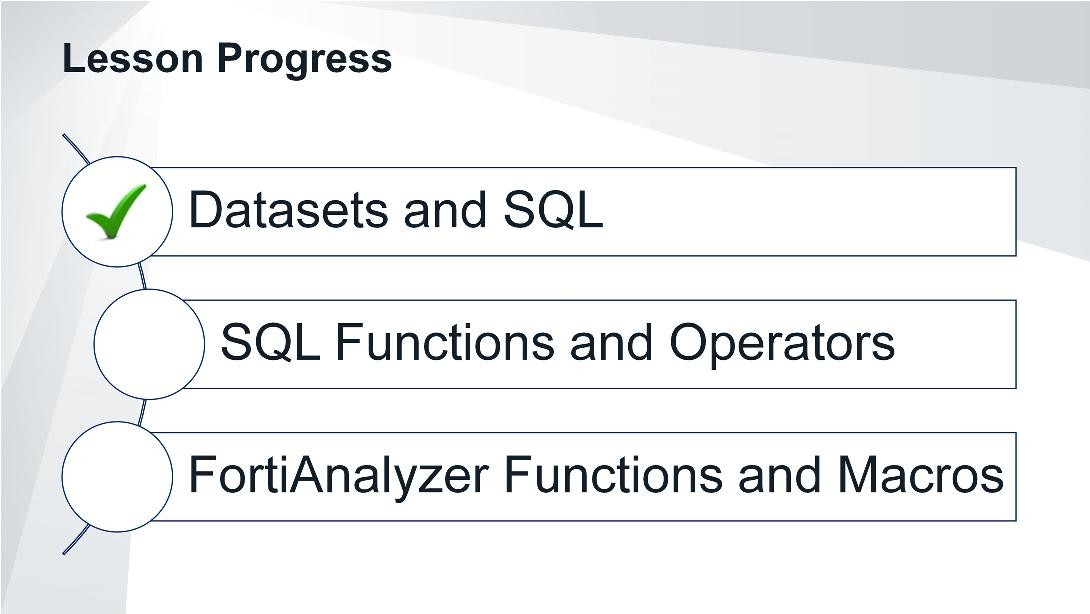 Lesson Progress
Datasets and SQL
SQL Functions and Operators
FortiAnalyzer Functions and Macros